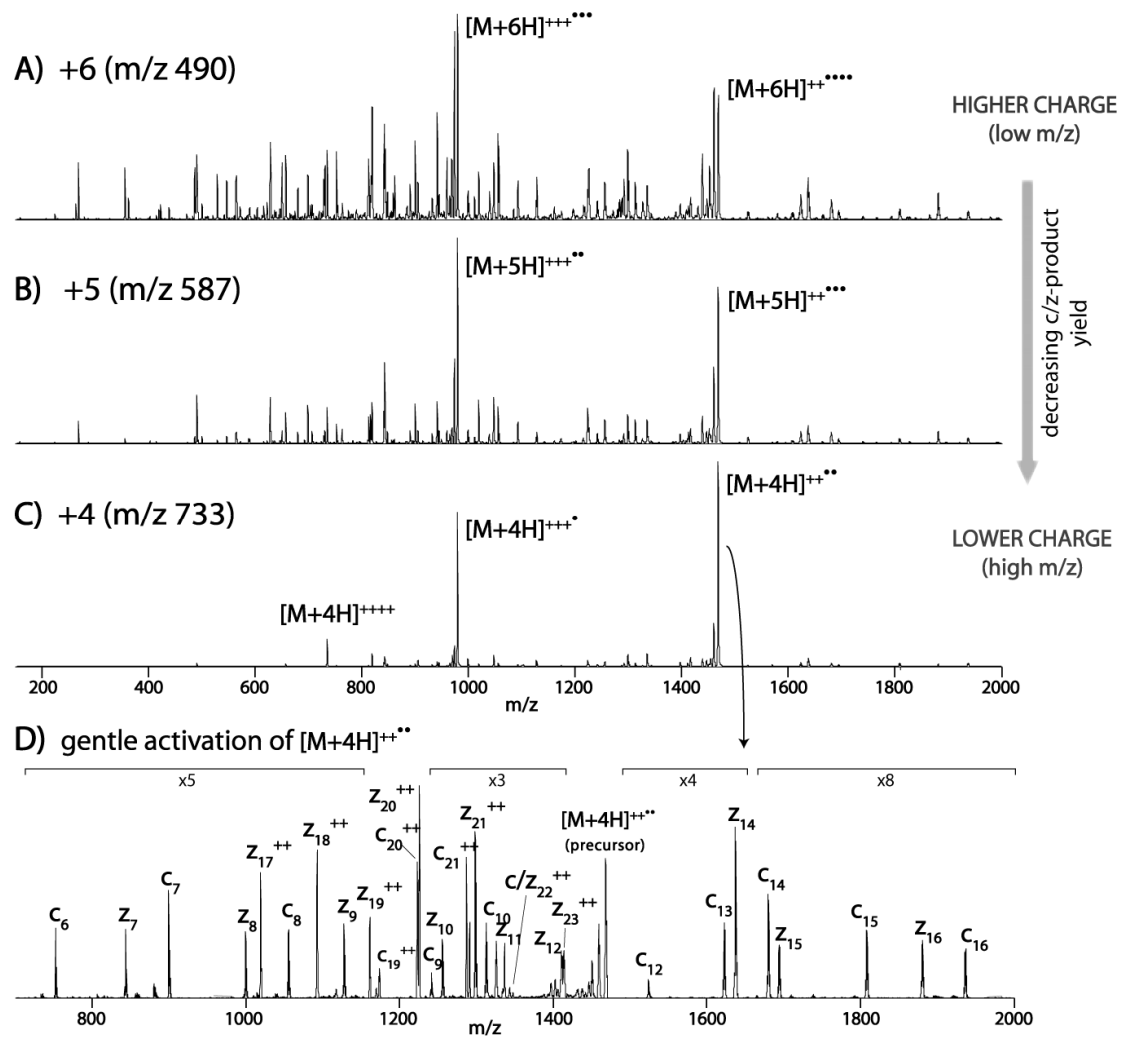 [M+6H]+++•••
A) +6 (m/z 490)
[M+6H]++••••
HIGHER CHARGE
(low m/z)
[M+5H]+++••
B) +5 (m/z 587)
[M+5H]++•••
decreasing c/z-product
yield
[M+4H]++••
C) +4 (m/z 733)
[M+4H]+++•
LOWER CHARGE
(high m/z)
[M+4H]++++
200 400 600 800 1000 1200 1400 1600 1800 2000
m/z
D) gentle activation of [M+4H]++••
x5 x3 x4 x8
Z20++
Z21++
[M+4H]++••
(precursor)
Z14
Z18++
C20++
Z17++
C21++
C7
C/Z22++
C14
Z19++
Z23++
C6
Z7
Z8
C8
Z9
Z10
C10
C13
Z11
Z12
Z15
C15
Z16
C16
C19++
C9
C12
800 1000 1200 1400 1600 1800 2000
m/z